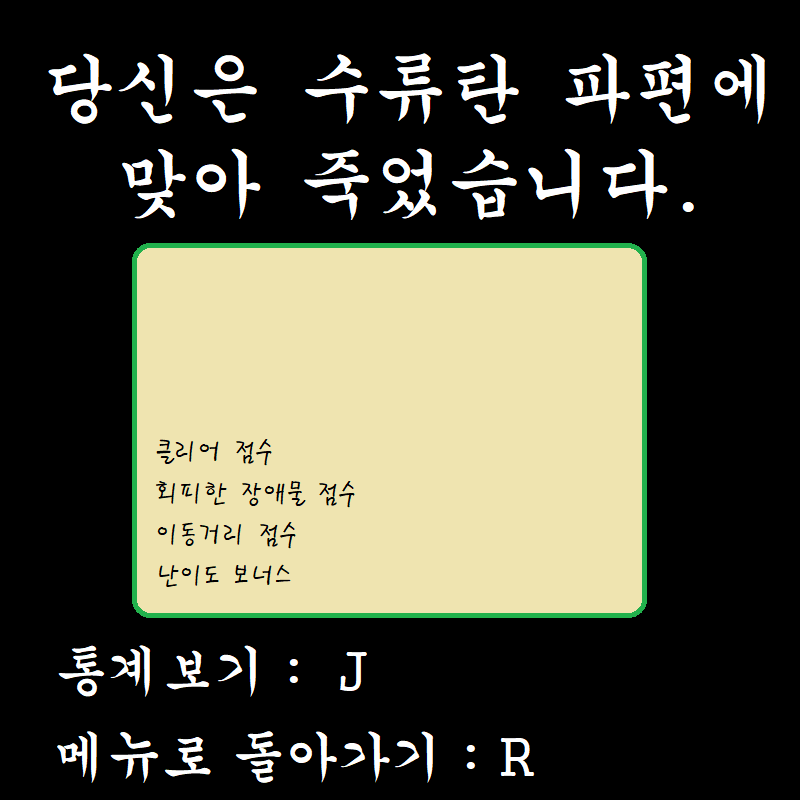 당신은 수류탄 파편에
맞아 죽었습니다.
클리어 점수
회피한 장애물 점수
이동거리 점수
난이도 보너스
통계보기 : J
메뉴로 돌아가기 : R